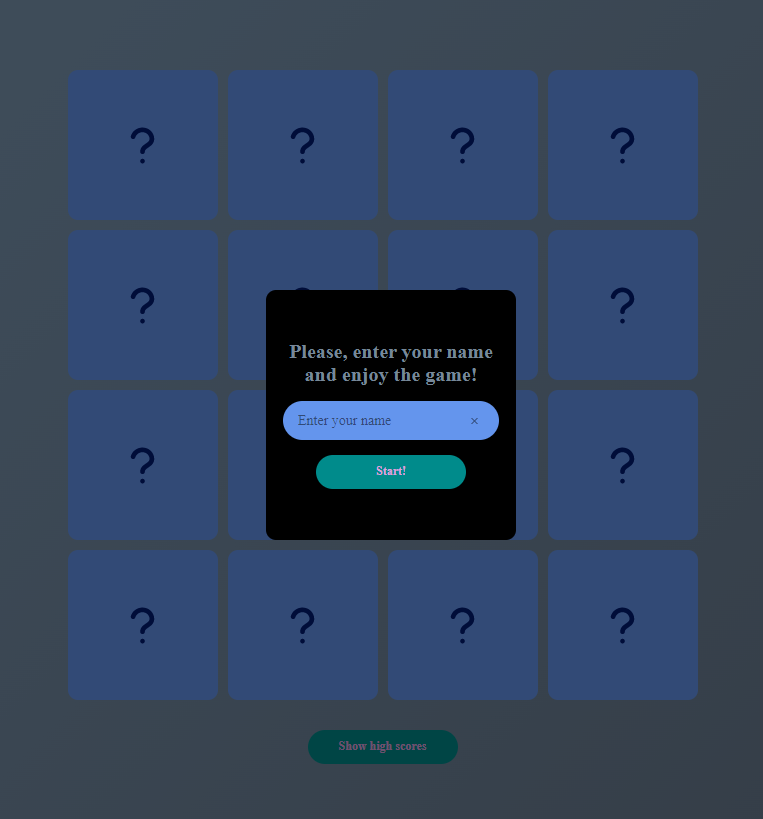 ? ? ? ?
? ? ? ?
Please, enter your name
and enjoy the game!
Enter your name ×
Start!
? ?
? ? ? ?
Show high scores